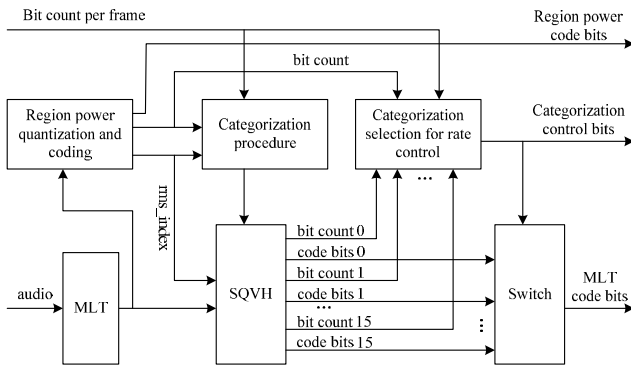 Bit count per frame
Region power
code bits
bit count
Region power
quantization and
coding
Categorization
procedure
Categorization
selection for rate
control
Categorization
control bits
...
rms_index
bit count 0
code bits 0
bit count 1
code bits 1
...
bit count 15
code bits 15
audio
MLT
SQVH
Switch
...
MLT
code bits